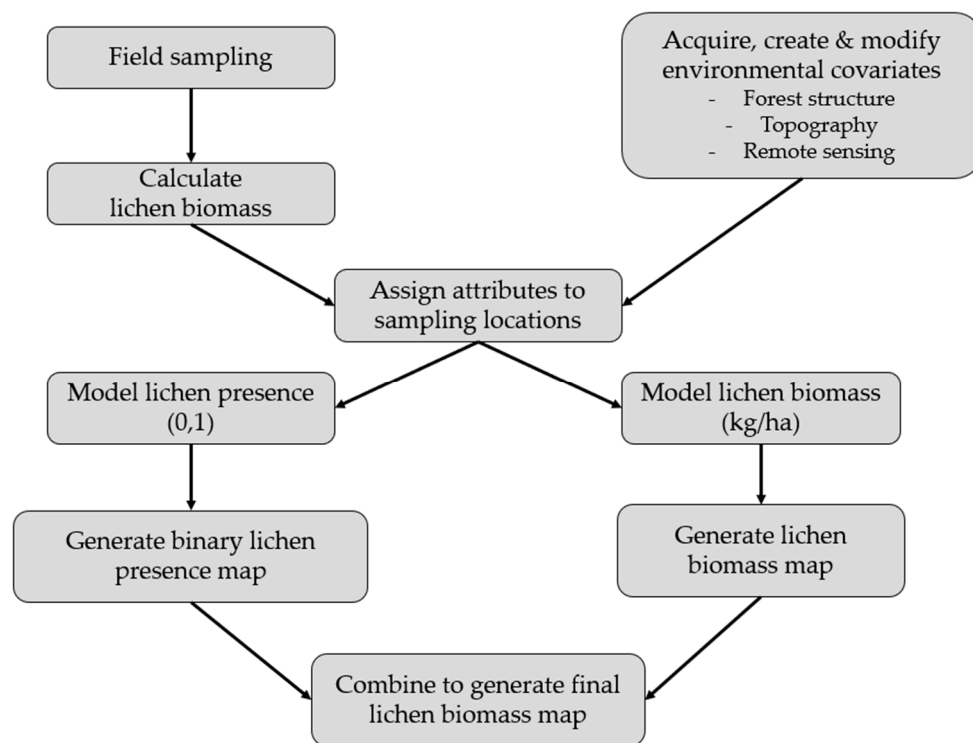 Field sampling
Acquire, create & modify
environmental covariates
- Forest structure
- Topography
- Remote sensing
Calculate
lichen biomass
Assign attributes to
sampling locations
Model lichen presence
(0,1)
Model lichen biomass
(kg/ha)
Generate binary lichen
presence map
Generate lichen
biomass map
Combine to generate final
lichen biomass map